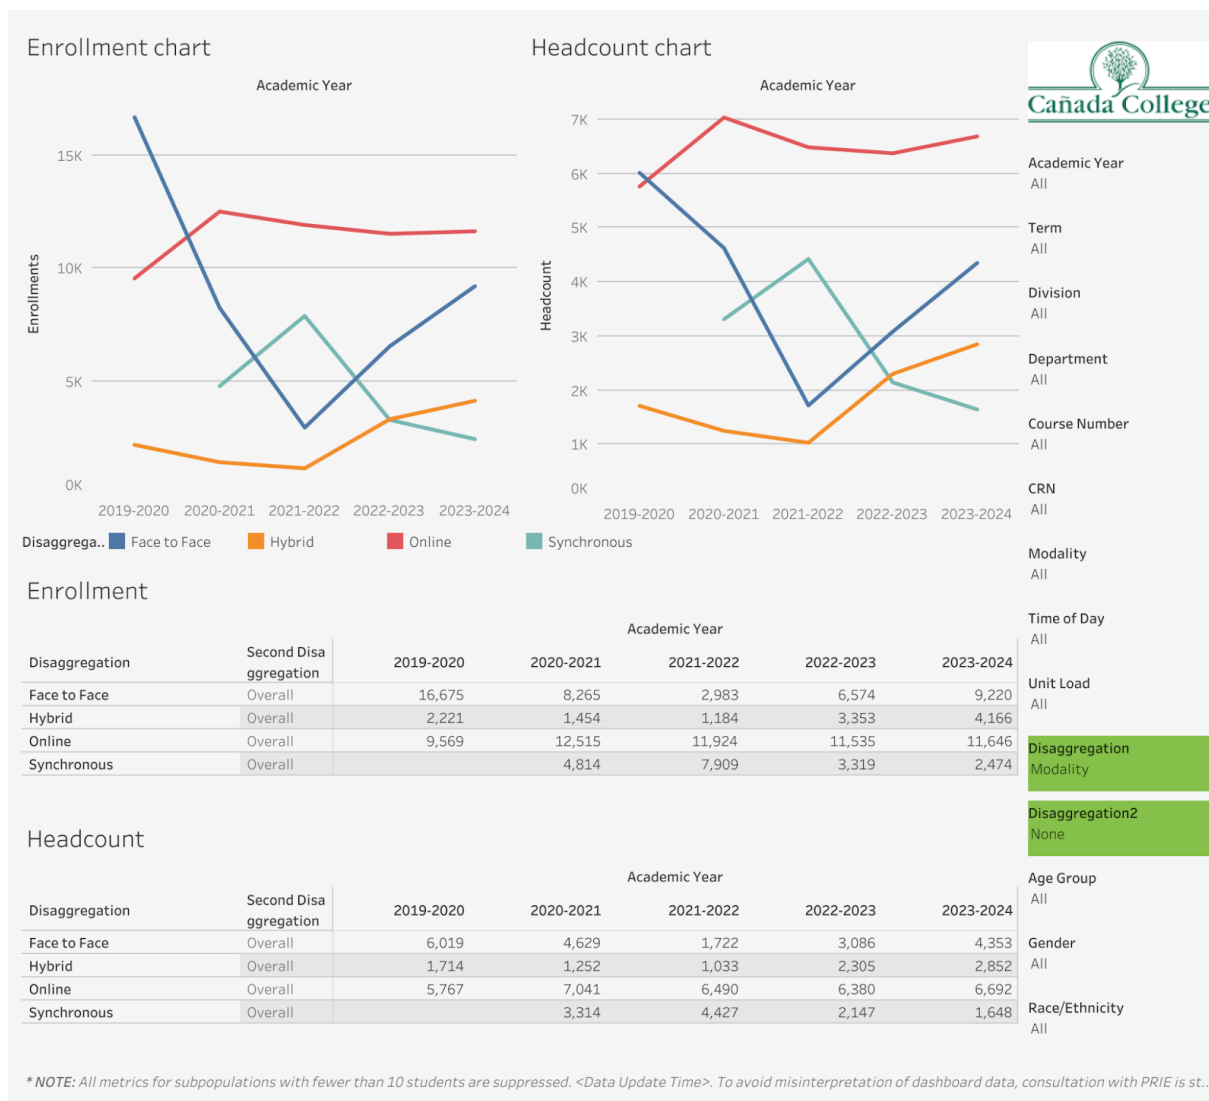 Enrollment chart
Academic Year
15K
10K
5K
0K
Enrollments
2019-2020 2020-2021 2021-2022 2022-2023 2023-2024
Headcount chart
Academic Year
7K
6K
5K
4K
3K
2K
1K
0K
Headcount
2019-2020 2020-2021 2021-2022 2022-2023 2023-2024
Disaggrega.. Face to Face Hybrid Online Synchronous
Enrollment
Academic Year
Disaggregation Second Disa ggregation 2019-2020 2020-2021 2021-2022 2022-2023 2023-2024
Face to Face Overall 16,675 8,265 2,983 6,574 9,220
Hybrid Overall 2,221 1,454 1,184 3,353 4,166
Online Overall 9,569 12,515 11,924 11,535 11,646
Synchronous Overall 4,814 7,909 3,319 2,474
Headcount
Academic Year
Disaggregation Second Disa ggregation 2019-2020 2020-2021 2021-2022 2022-2023 2023-2024
Face to Face Overall 6,019 4,629 1,722 3,086 4,353
Hybrid Overall 1,714 1,252 1,033 2,305 2,852
Online Overall 5,767 7,041 6,490 6,380 6,692
Synchronous Overall 3,314 4,427 2,147 1,648
Cañada College
Academic Year
All
Term
All
Division
All
Department
All
Course Number
All
CRN
All
Modality
All
Time of Day
All
Unit Load
All
Disaggregation
Modality
Disaggregation2
None
Age Group
All
Gender
All
Race/Ethnicity
All
* NOTE: All metrics for subpopulations with fewer than 10 students are suppressed. <Data Update Time>. To avoid misinterpretation of dashboard data, consultation with PRIE is st..